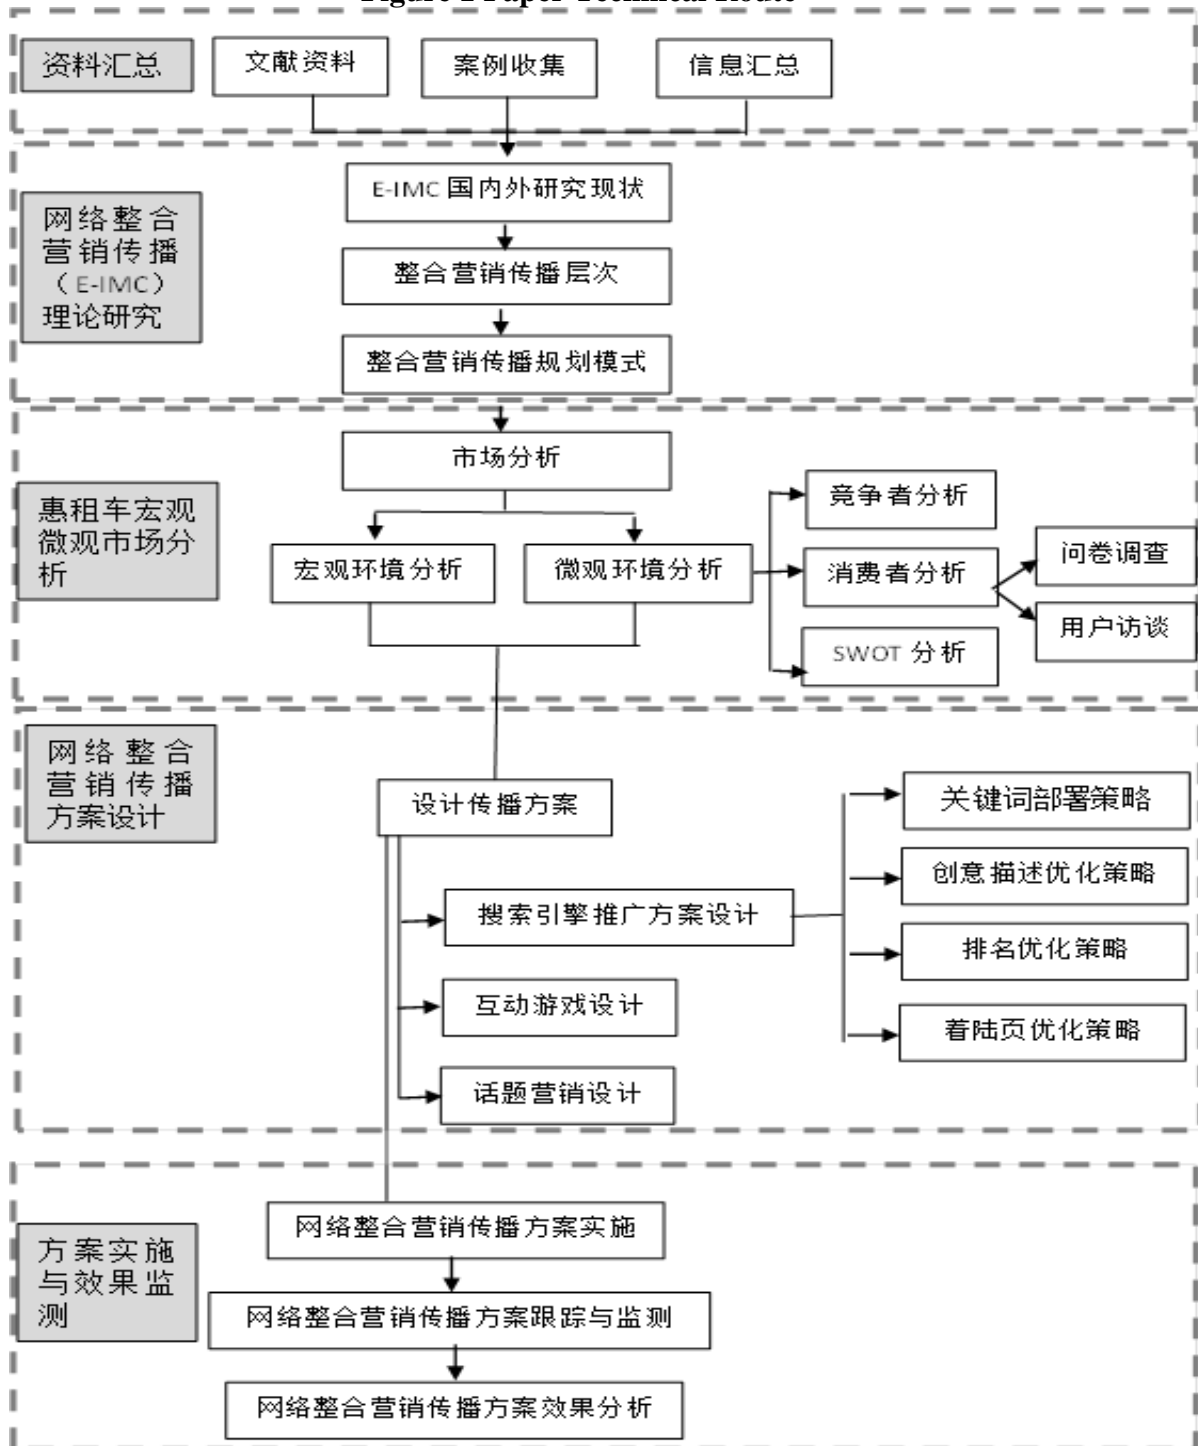 Figure 1 Paper Technical Route
资料汇总
文献资料
案例收集
信息汇总
网络整合
营销传播
（E-IMC）
理论研究
E-IMC 国内外研究现状
整合营销传播层次
整合营销传播规划模式
惠租车宏观
微观市场分
析
市场分析
宏观环境分析
微观环境分析
竞争者分析
消费者分析
SWOT 分析
问卷调查
用户访谈
网络整合
营销传播
方案设计
设计传播方案
搜索引擎推广方案设计
互动游戏设计
话题营销设计
关键词部署策略
创意描述优化策略
排名优化策略
着陆页优化策略
方案实施
与效果监
测
网络整合营销传播方案实施
网络整合营销传播方案跟踪与监测
网络整合营销传播方案效果分析